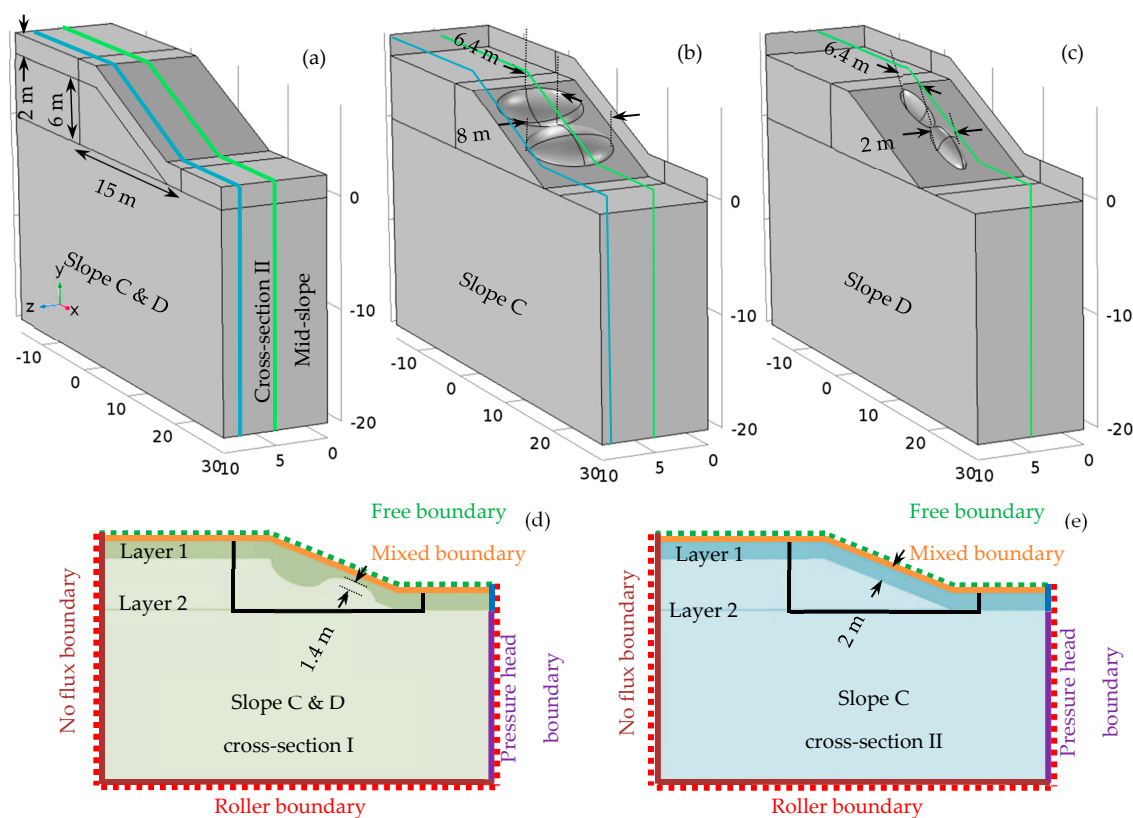 (a)
2 m
6 m
15 m
Slope C & D
Cross-section II
Mid-slope
y
z
x
0
-10
-20
-10
0
10
20
30
10
5
0
(b)
6.4 m
8 m
Slope C
0
-10
-20
-10
0
10
20
30
10
5
0
(c)
6.4 m
2 m
Slope D
0
-10
-20
-10
0
10
20
30
10
5
0
Free boundary
(d)
Mixed boundary
Layer 1
Layer 2
1.4 m
Slope C & D
cross-section I
No flux boundary
Pressure head
boundary
Roller boundary
Free boundary
(e)
Mixed boundary
Layer 1
Layer 2
2 m
Slope C
cross-section II
No flux boundary
Pressure head
boundary
Roller boundary